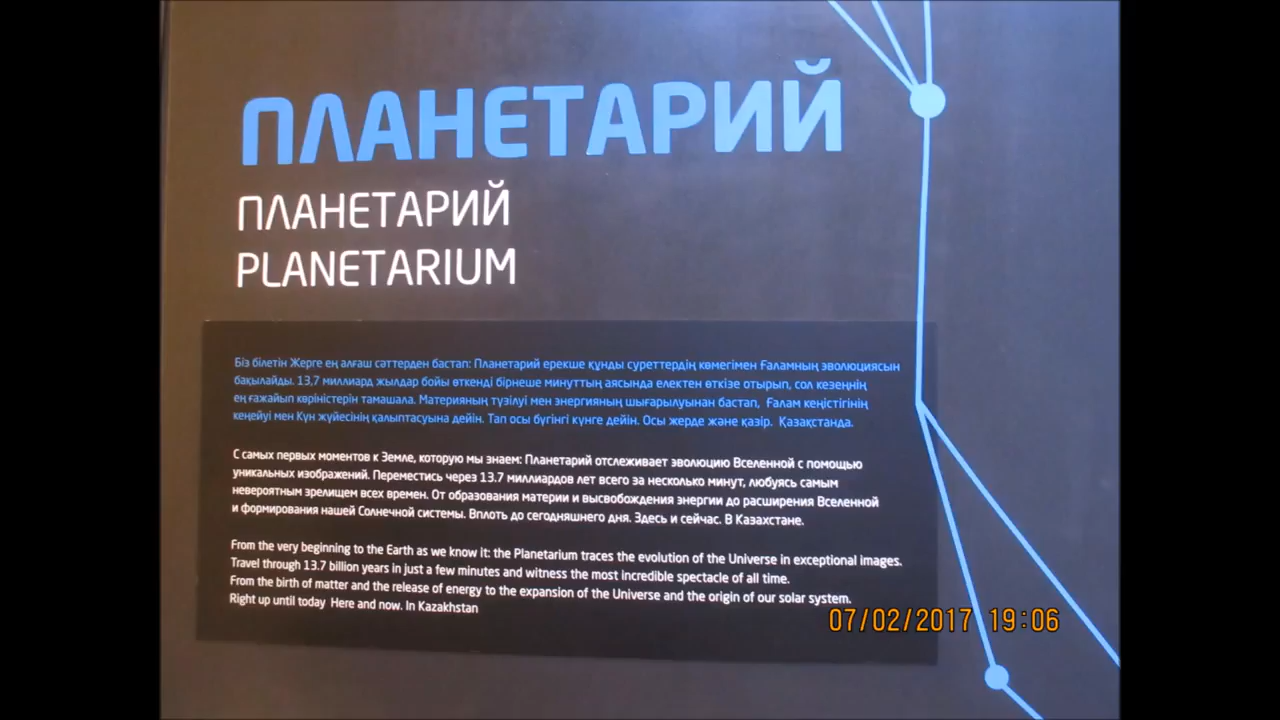 ПЛАНЕТАРИЙ
ПЛАНЕТАРИЙ
PLANETARIUM
Біз білетін Жерге ең алғаш сәттерден бастап: Планетарий ерекше құнды суреттердің көмегімен Ғаламның эволюциясын
бақылайды. 13,7 миллиард жылдар бойы өткенді бірнеше минуттың аясында електен өткізе отырып, сол кезеңнің
ең ғажайып көріністерін тамашала. Материяның түзілуі мен энергияның шығарылуынан бастап, Ғалам кеңістігінің
кеңейуі мен Күн жүйесінің қалыптасуына дейін. Тап осы бүгінгі күнге дейін. Осы жерде және қазір. Қазақстанда.
С самых первых моментов к Земле, которую мы знаем: Планетарий отслеживает эволюцию Вселенной с помощью
уникальных изображений. Переместись через 13.7 миллиардов лет всего за несколько минут, любуясь самым
невероятным зрелищем всех времен. От образования материи и высвобождения энергии до расширения Вселенной
и формирования нашей Солнечной системы. Вплоть до сегодняшнего дня. Здесь и сейчас. В Казахстане.
From the very beginning to the Earth as we know it: the Planetarium traces the evolution of the Universe in exceptional images.
Travel through 13.7 billion years in just a few minutes and witness the most incredible spectacle of all time.
From the birth of matter and the release of energy to the expansion of the Universe and the origin of our solar system.
Right up until today Here and now. In Kazakhstan
07/02/2017 19:06